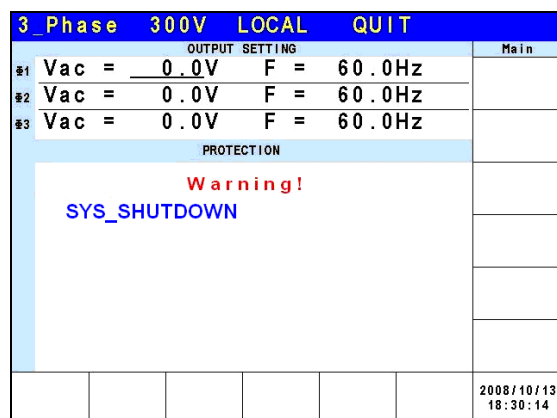 3_Phase 300V LOCAL QUIT
OUTPUT SETTING
Main
Φ1 Vac = 0.0V F = 60.0Hz
Φ2 Vac = 0.0V F = 60.0Hz
Φ3 Vac = 0.0V F = 60.0Hz
PROTECTION
Warning!
SYS_SHUTDOWN
2008/10/13
18:30:14